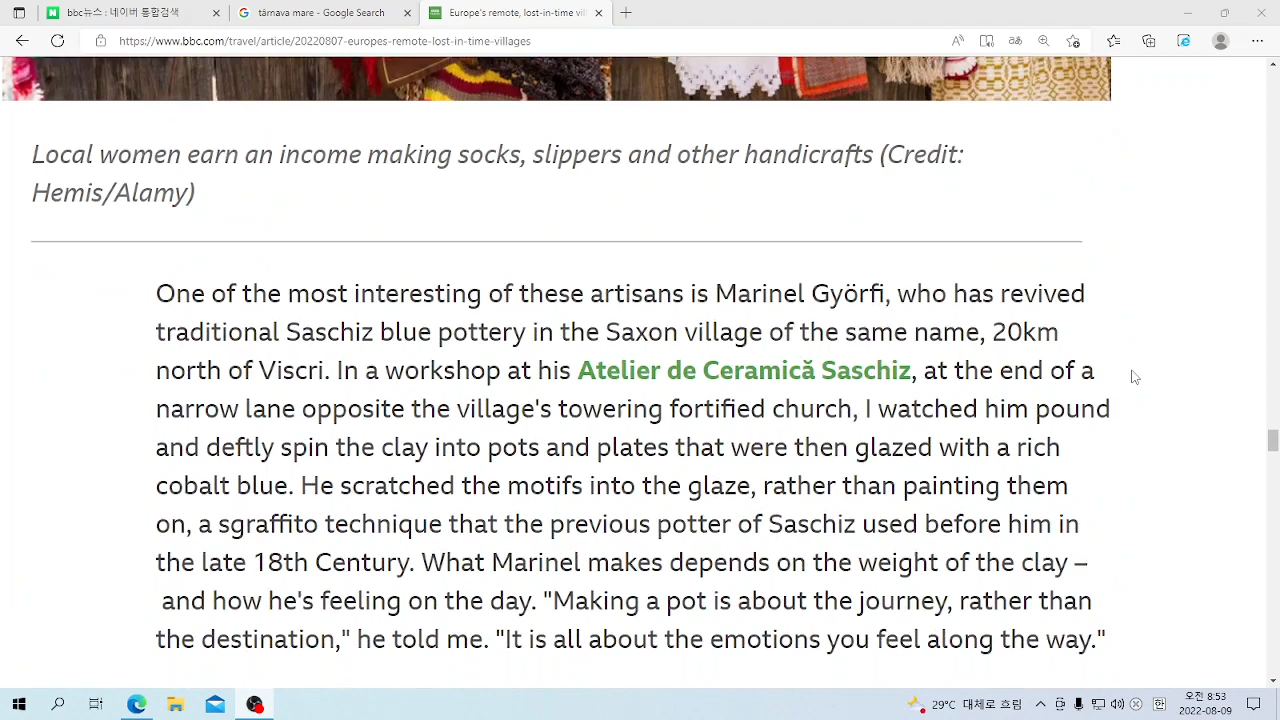 bbc뉴스 : 네이버 통합검색
târnava mare - Google Search
Europe's remote, lost-in-time vil
https://www.bbc.com/travel/article/20220807-europes-remote-lost-in-time-villages
Local women earn an income making socks, slippers and other handicrafts (Credit:
Hemis/Alamy)
One of the most interesting of these artisans is Marinel Györfi, who has revived
traditional Saschiz blue pottery in the Saxon village of the same name, 20km
north of Viscri. In a workshop at his Atelier de Ceramică Saschiz, at the end of a
narrow lane opposite the village's towering fortified church, I watched him pound
and deftly spin the clay into pots and plates that were then glazed with a rich
cobalt blue. He scratched the motifs into the glaze, rather than painting them
on, a sgraffito technique that the previous potter of Saschiz used before him in
the late 18th Century. What Marinel makes depends on the weight of the clay –
and how he's feeling on the day. "Making a pot is about the journey, rather than
the destination," he told me. "It is all about the emotions you feel along the way."
29°C 대체로 흐림
오전 8:53
2022-08-09